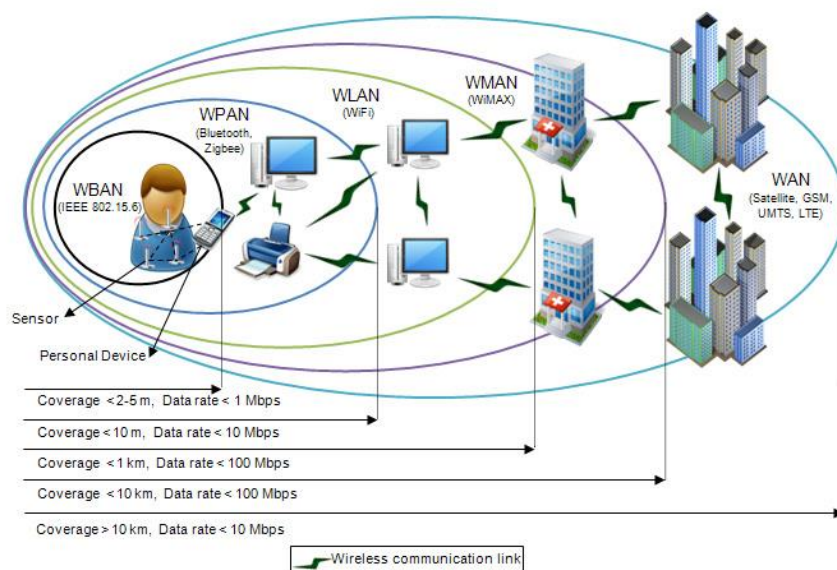 WBAN
(IEEE 802.15.6)
WPAN
(Bluetooth,
Zigbee)
WLAN
(WiFi)
WMAN
(WiMAX)
WAN
(Satellite, GSM,
UMTS, LTE)
Sensor
Personal Device
Coverage <2-5 m, Data rate < 1 Mbps
Coverage <10 m, Data rate < 10 Mbps
Coverage <1 km, Data rate < 100 Mbps
Coverage <10 km, Data rate < 100 Mbps
Coverage > 10 km, Data rate < 10 Mbps
Wireless communication link